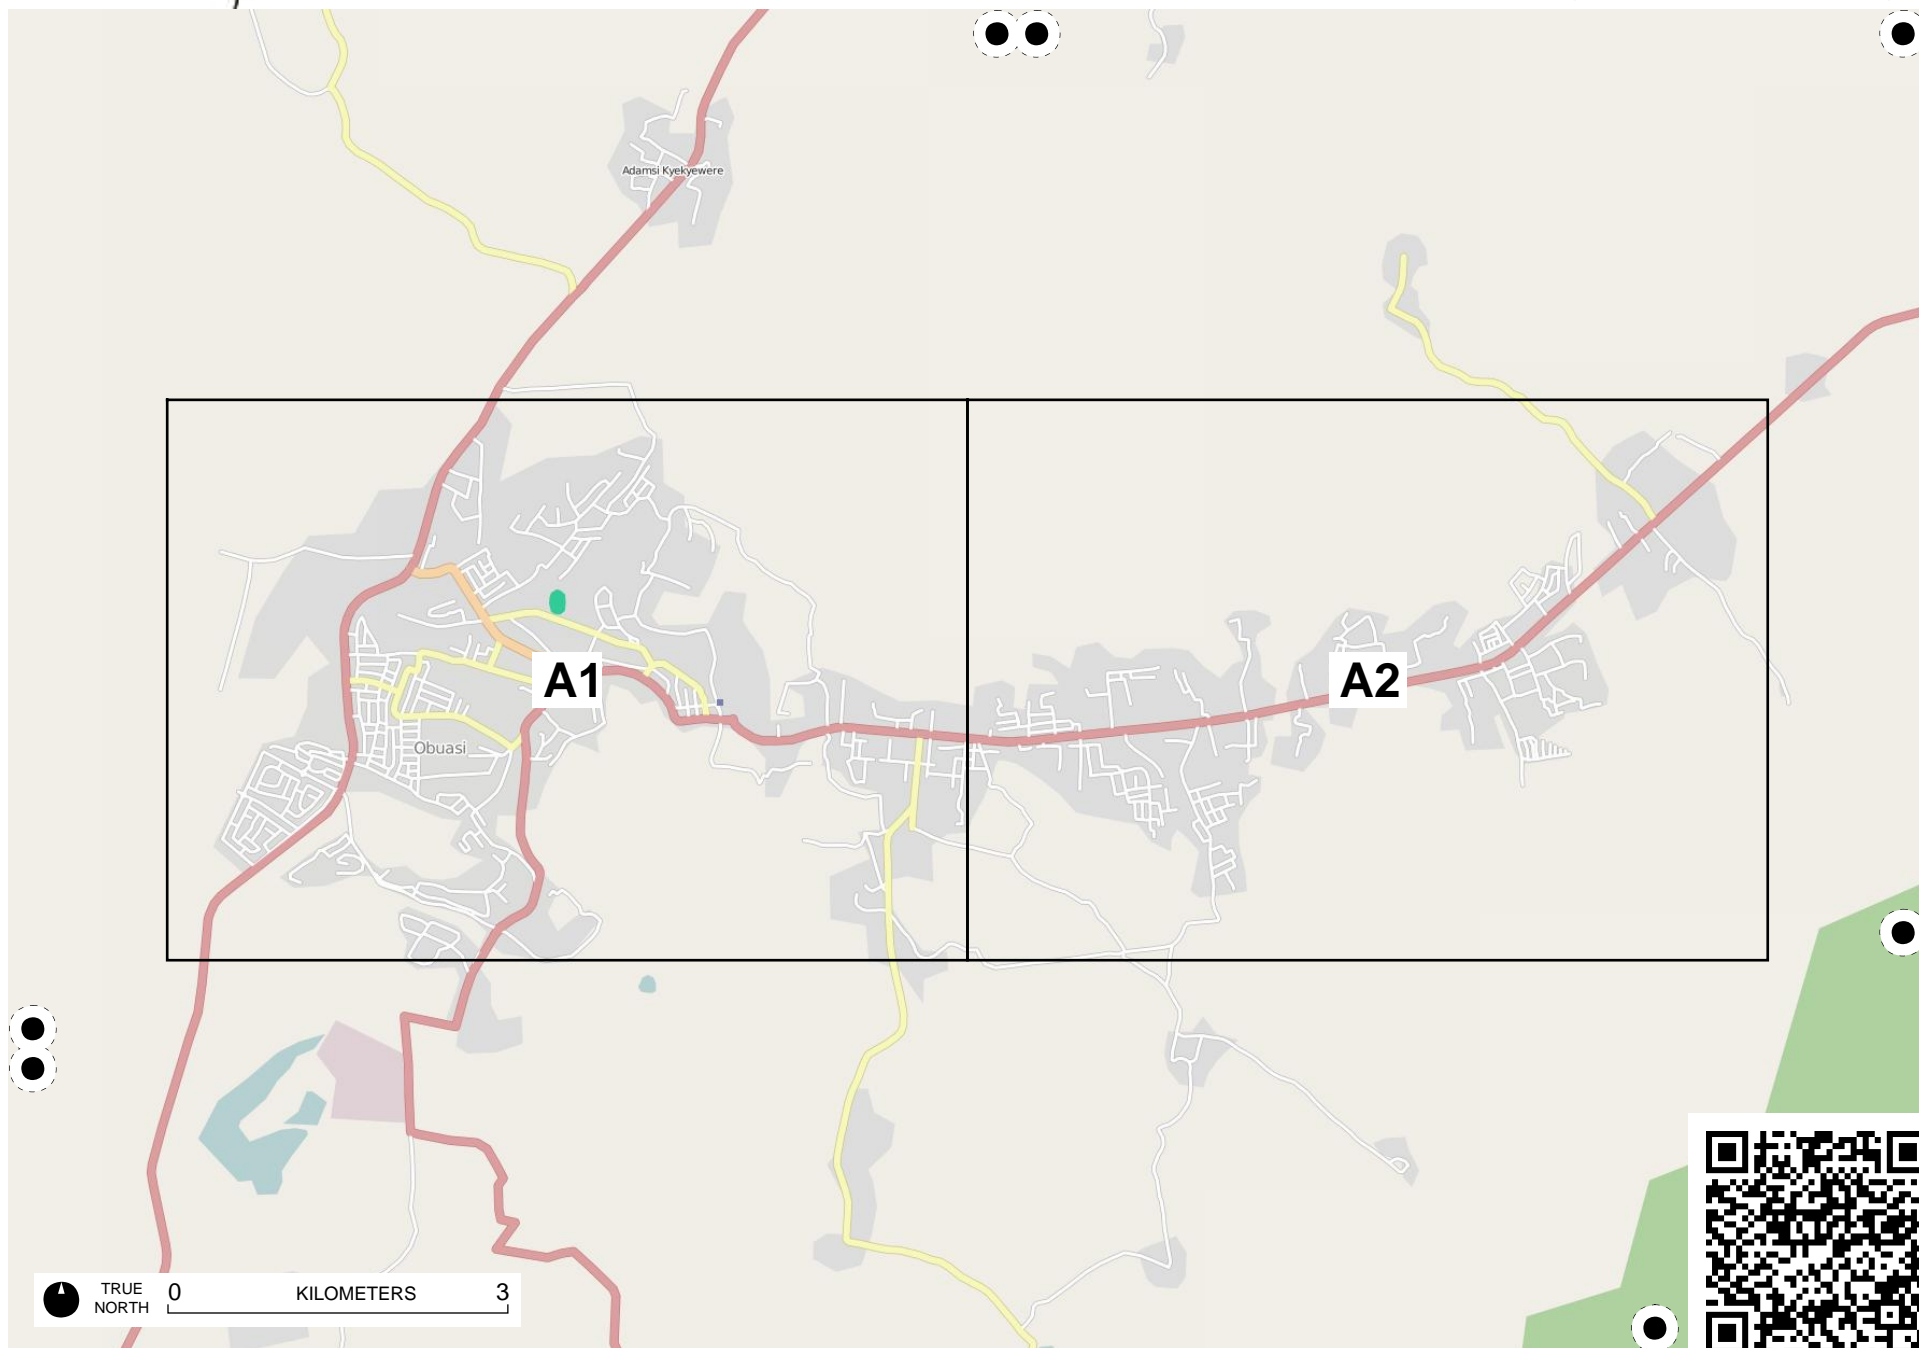 Adamsi Kyekyewere
A1
A2
Obuasi
TRUE NORTH
0 KILOMETERS 3